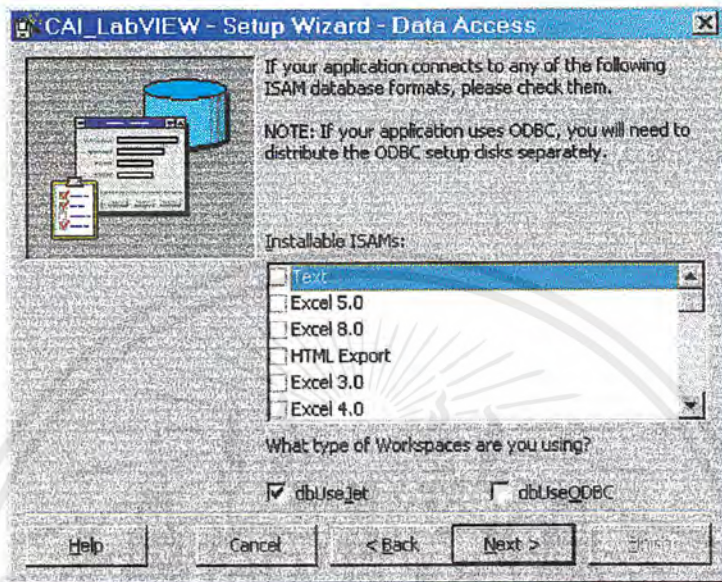 CAI_LabVIEW - Setup Wizard - Data Access
If your application connects to any of the following
ISAM database formats, please check them.
NOTE: If your application uses ODBC, you will need to
distribute the ODBC setup disks separately.
Installable ISAMs:
Text
Excel 5.0
Excel 8.0
HTML Export
Excel 3.0
Excel 4.0
What type of Workspaces are you using?
dbUseJet dbUseODBC
Help Cancel < Back Next > Finish